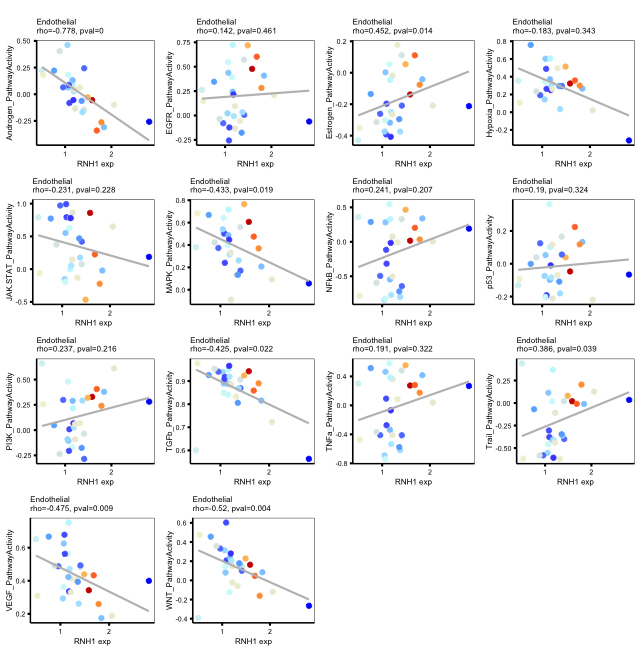 Endothelial
rho=-0.778, pval=0
Androgen_PathwayActivity
0.50
0.25
0.00
-0.25
1
2
RNH1 exp
Endothelial
rho=0.142, pval=0.461
EGFR_PathwayActivity
0.75
0.50
0.25
0.00
-0.25
1
2
RNH1 exp
Endothelial
rho=0.452, pval=0.014
Estrogen_PathwayActivity
0.2
0.0
-0.2
-0.4
1
2
RNH1 exp
Endothelial
rho=-0.183, pval=0.343
Hypoxia_PathwayActivity
0.8
0.6
0.4
0.2
0.0
-0.2
1
2
RNH1 exp
Endothelial
rho=-0.231, pval=0.228
JAK.STAT_PathwayActivity
1.0
0.5
0.0
-0.5
1
2
RNH1 exp
Endothelial
rho=-0.433, pval=0.019
MAPK_PathwayActivity
0.8
0.6
0.4
0.2
0.0
1
2
RNH1 exp
Endothelial
rho=0.241, pval=0.207
NFkB_PathwayActivity
0.5
0.0
-0.5
1
2
RNH1 exp
Endothelial
rho=0.19, pval=0.324
p53_PathwayActivity
0.2
0.0
-0.2
1
2
RNH1 exp
Endothelial
rho=0.237, pval=0.216
PI3K_PathwayActivity
0.50
0.25
0.00
-0.25
1
2
RNH1 exp
Endothelial
rho=-0.425, pval=0.022
TGFb_PathwayActivity
0.9
0.8
0.7
0.6
1
2
RNH1 exp
Endothelial
rho=0.191, pval=0.322
TNFa_PathwayActivity
0.4
0.0
-0.4
-0.8
1
2
RNH1 exp
Endothelial
rho=0.386, pval=0.039
Trail_PathwayActivity
0.25
0.00
-0.25
-0.50
1
2
RNH1 exp
Endothelial
rho=-0.475, pval=0.009
VEGF_PathwayActivity
0.6
0.4
0.2
1
2
RNH1 exp
Endothelial
rho=-0.52, pval=0.004
WNT_PathwayActivity
0.6
0.4
0.2
0.0
-0.2
-0.4
1
2
RNH1 exp